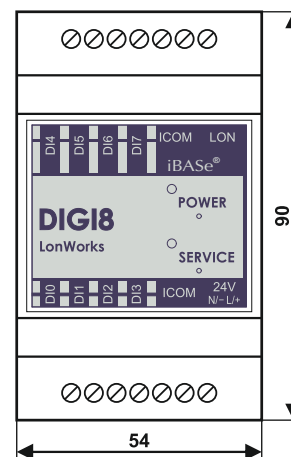 DI4 DI5 DI6 DI7 ICOM LON
iBASe®
POWER
DIGI8
LonWorks
SERVICE
DI0 DI1 DI2 DI3 ICOM 24V
N/- L/+
90
54